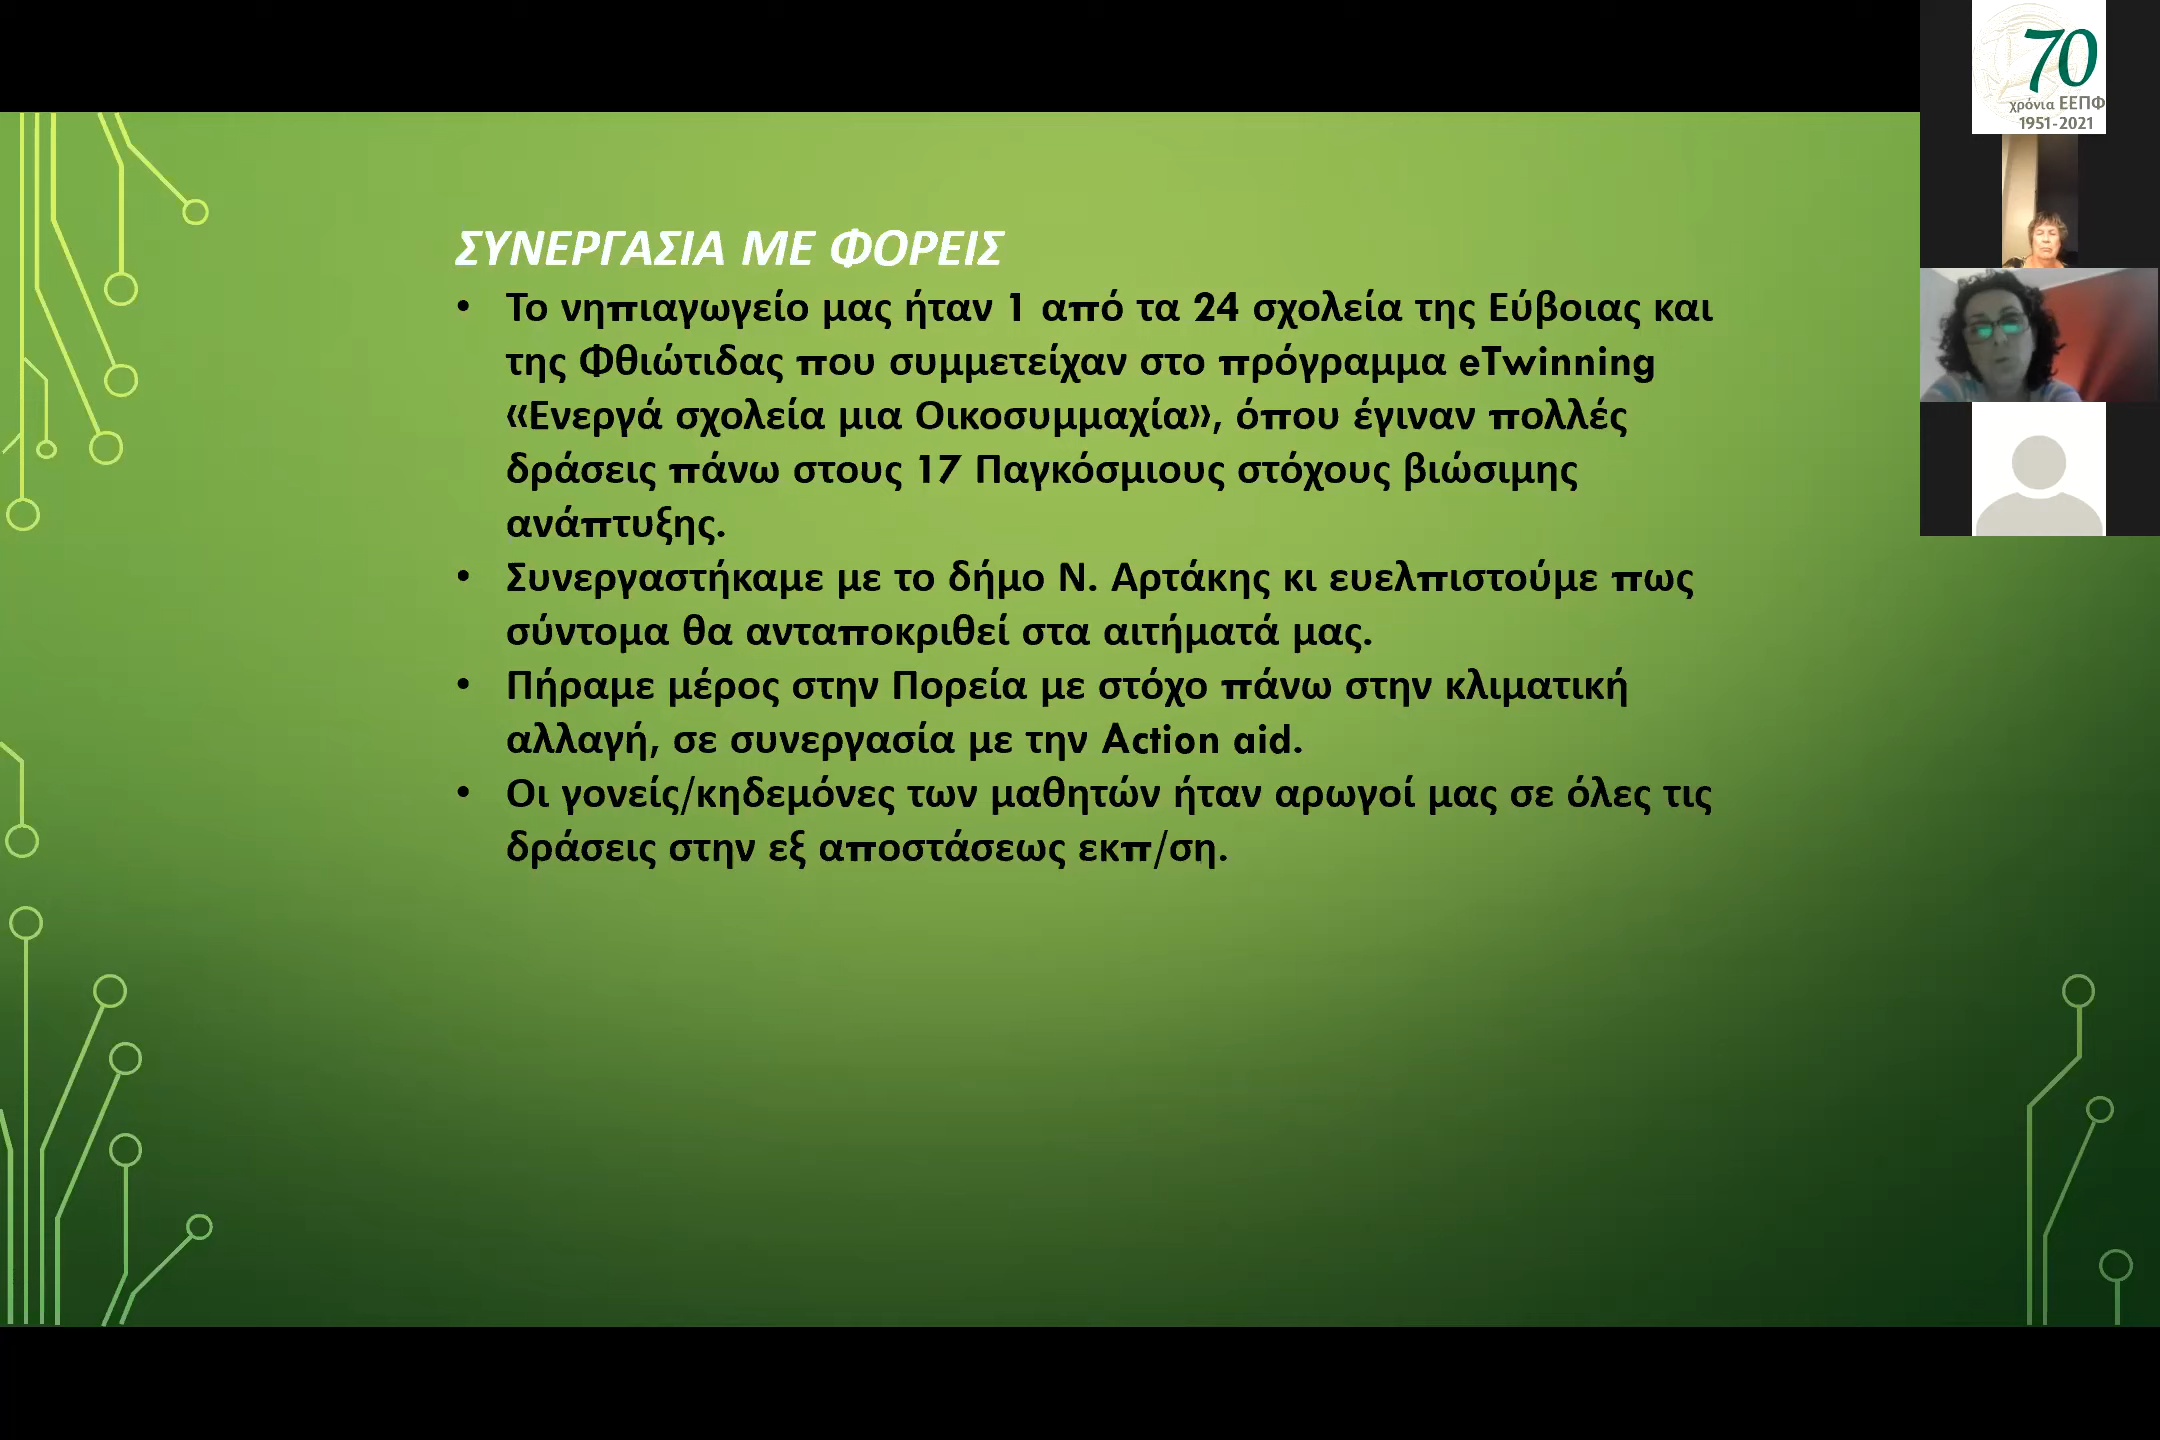 ΣΥΝΕΡΓΑΣΙΑ ΜΕ ΦΟΡΕΙΣ
• Το νηπιαγωγείο μας ήταν 1 από τα 24 σχολεία της Εύβοιας και
της Φθιώτιδας που συμμετείχαν στο πρόγραμμα eTwinning
«Ενεργά σχολεία μια Οικοσυμμαχία», όπου έγιναν πολλές
δράσεις πάνω στους 17 Παγκόσμιους στόχους βιώσιμης
ανάπτυξης.
• Συνεργαστήκαμε με το δήμο Ν. Αρτάκης κι ευελπιστούμε πως
σύντομα θα ανταποκριθεί στα αιτήματά μας.
• Πήραμε μέρος στην Πορεία με στόχο πάνω στην κλιματική
αλλαγή, σε συνεργασία με την Action aid.
• Οι γονείς/κηδεμόνες των μαθητών ήταν αρωγοί μας σε όλες τις
δράσεις στην εξ αποστάσεως εκπ/ση.
70
χρόνια ΕΕΠΦ
1951-2021